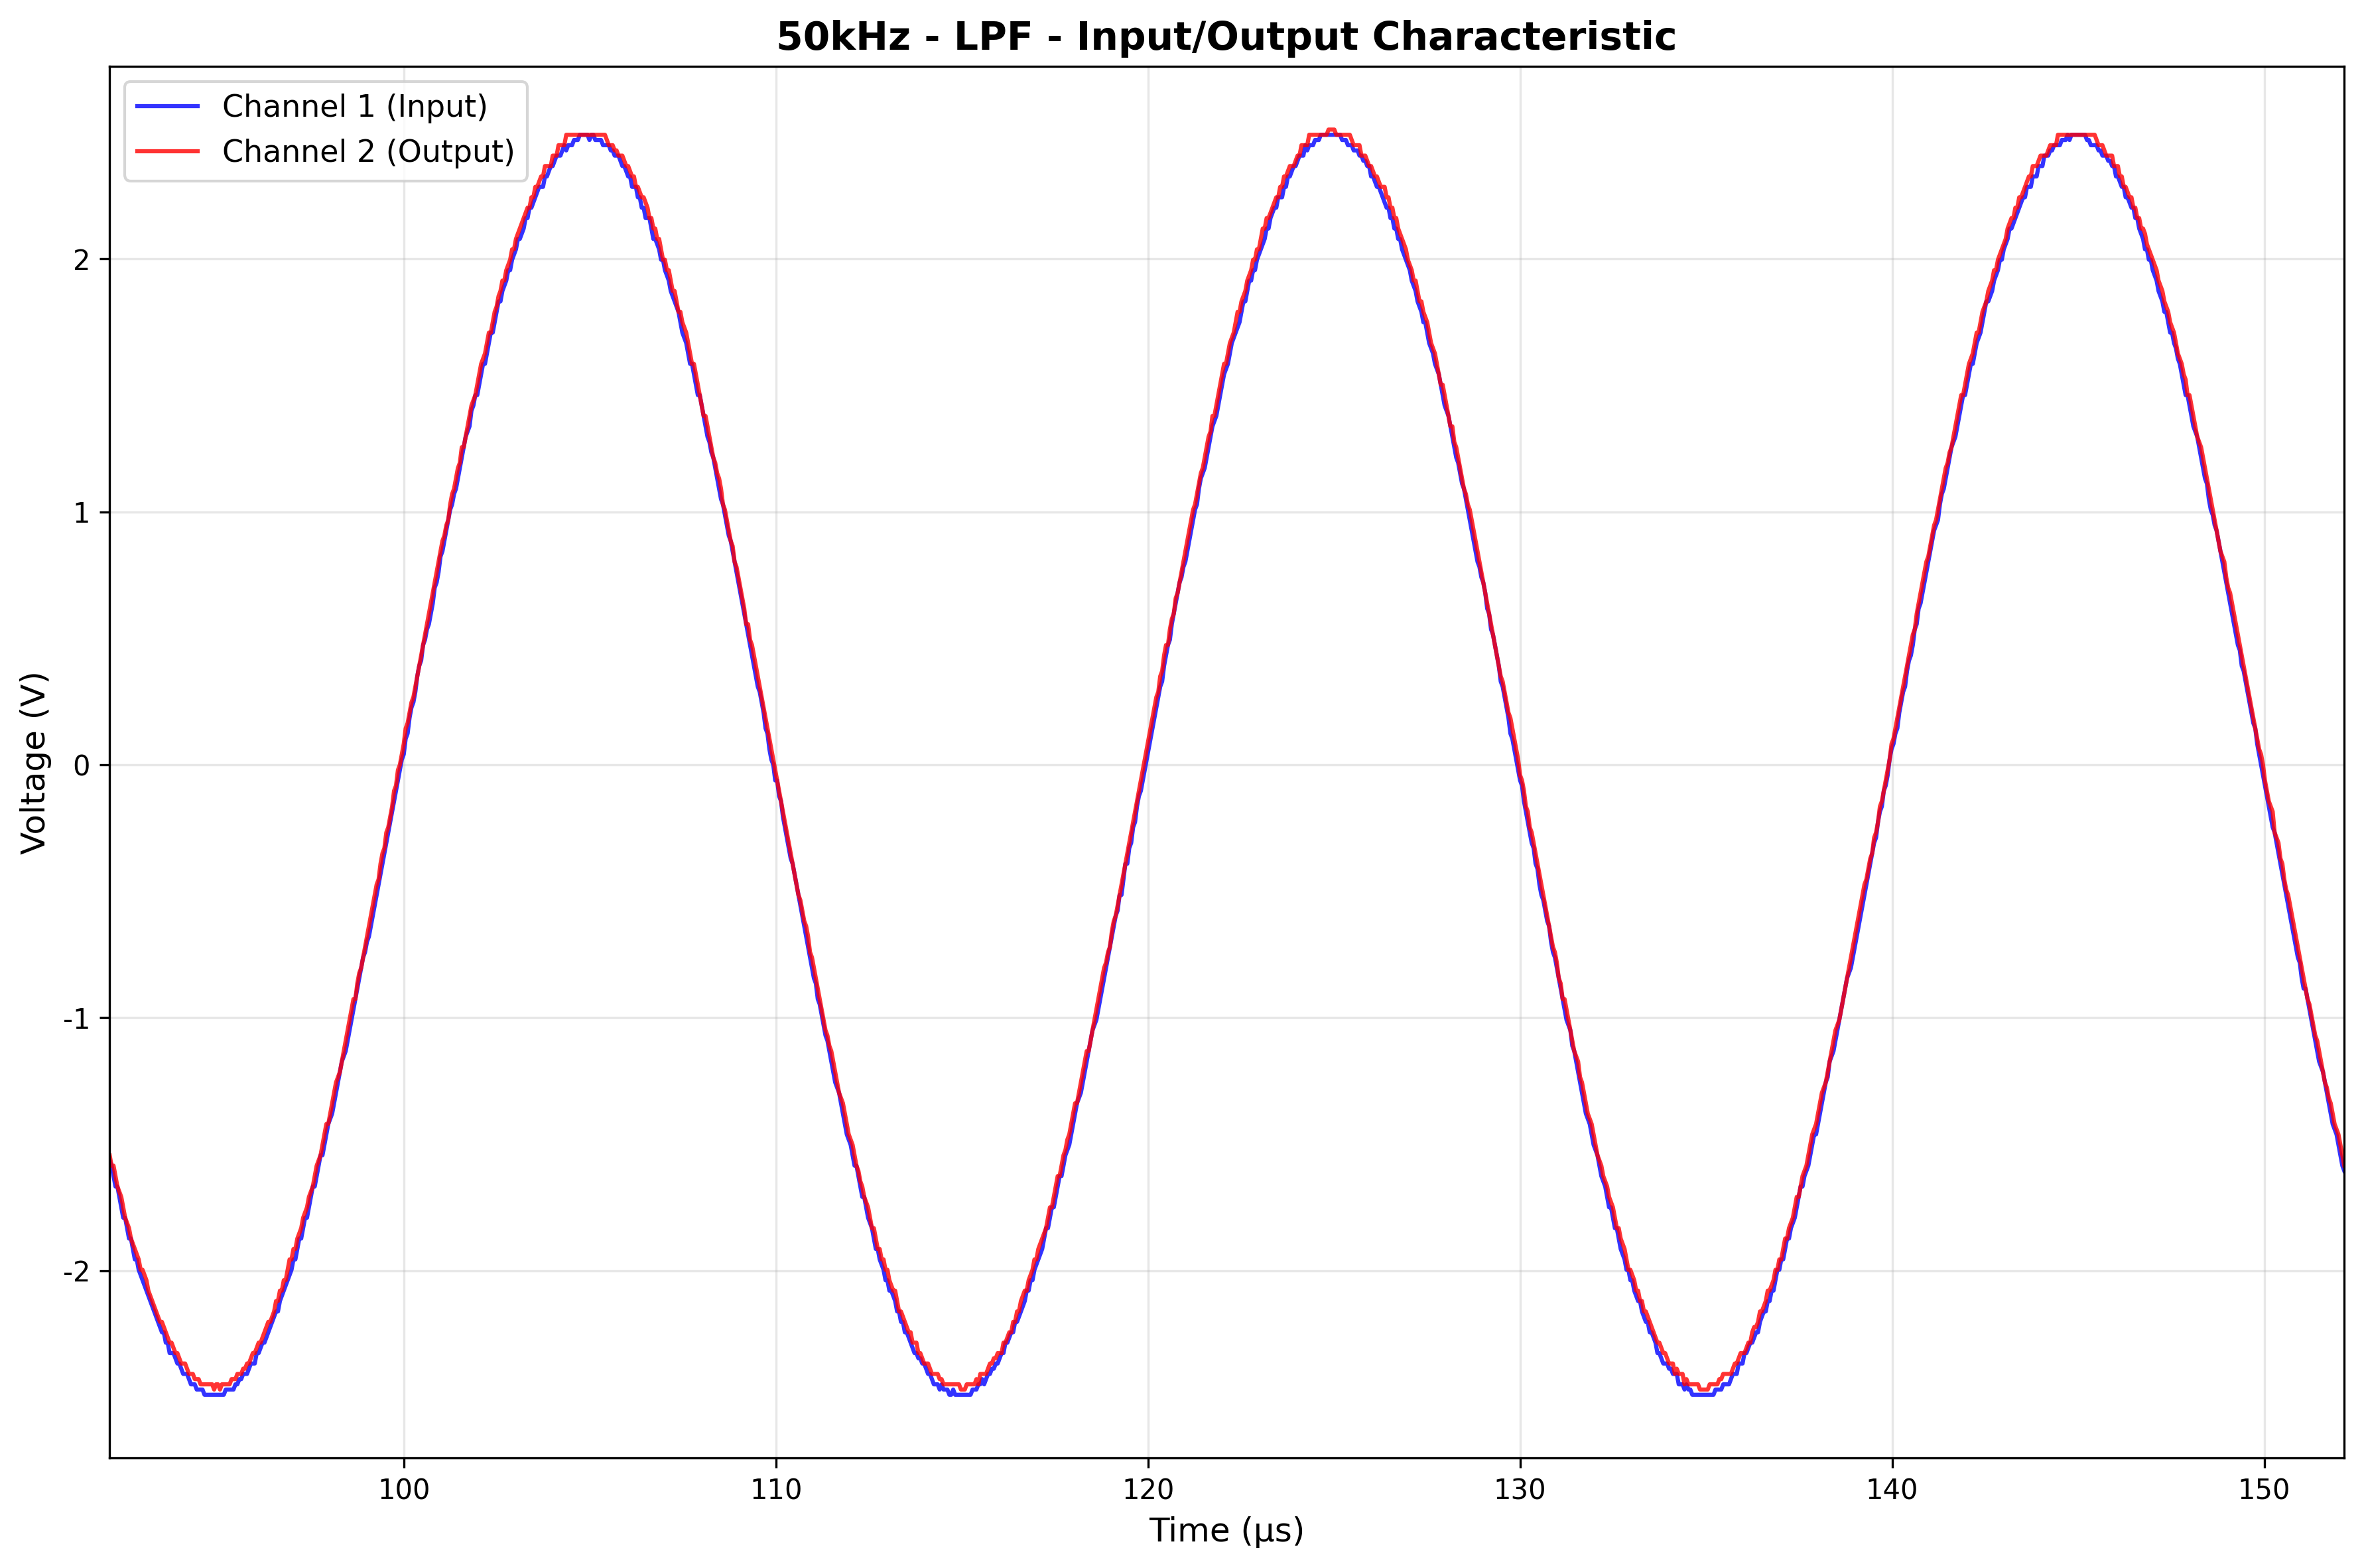 50kHz - LPF - Input/Output Characteristic
Channel 1 (Input)
Channel 2 (Output)
2
1
0
-1
-2
Voltage (V)
100
110
120
130
140
150
Time (µs)